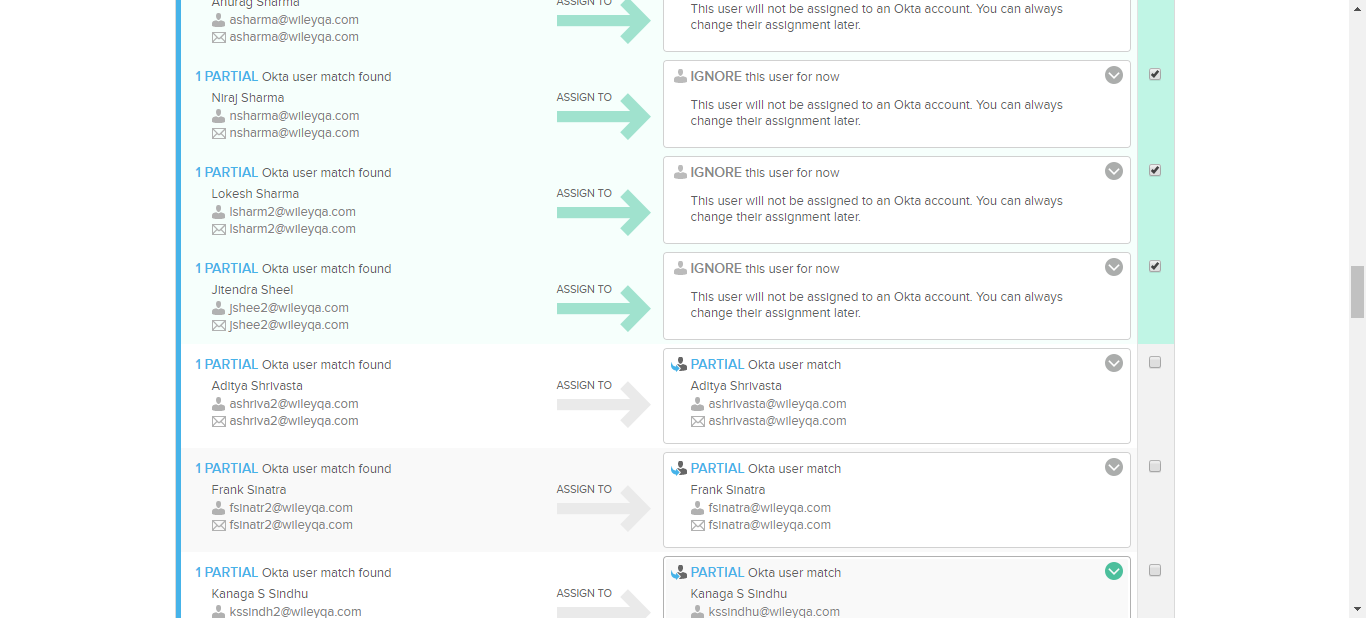 Anurag Sharma
asharma@wileyqa.com
asharma@wileyqa.com
ASSIGN TO
This user will not be assigned to an Okta account. You can always
change their assignment later.
1 PARTIAL Okta user match found
Niraj Sharma
nsharma@wileyqa.com
nsharma@wileyqa.com
ASSIGN TO
IGNORE this user for now
This user will not be assigned to an Okta account. You can always
change their assignment later.
1 PARTIAL Okta user match found
Lokesh Sharma
lsharm2@wileyqa.com
lsharm2@wileyqa.com
ASSIGN TO
IGNORE this user for now
This user will not be assigned to an Okta account. You can always
change their assignment later.
1 PARTIAL Okta user match found
Jitendra Sheel
jshee2@wileyqa.com
jshee2@wileyqa.com
ASSIGN TO
IGNORE this user for now
This user will not be assigned to an Okta account. You can always
change their assignment later.
1 PARTIAL Okta user match found
Aditya Shrivasta
ashriva2@wileyqa.com
ashriva2@wileyqa.com
ASSIGN TO
PARTIAL Okta user match
Aditya Shrivasta
ashrivasta@wileyqa.com
ashrivasta@wileyqa.com
1 PARTIAL Okta user match found
Frank Sinatra
fsinatr2@wileyqa.com
fsinatr2@wileyqa.com
ASSIGN TO
PARTIAL Okta user match
Frank Sinatra
fsinatra@wileyqa.com
fsinatra@wileyqa.com
1 PARTIAL Okta user match found
Kanaga S Sindhu
kssindh2@wileyqa.com
ASSIGN TO
PARTIAL Okta user match
Kanaga S Sindhu
kssindhu@wileyqa.com